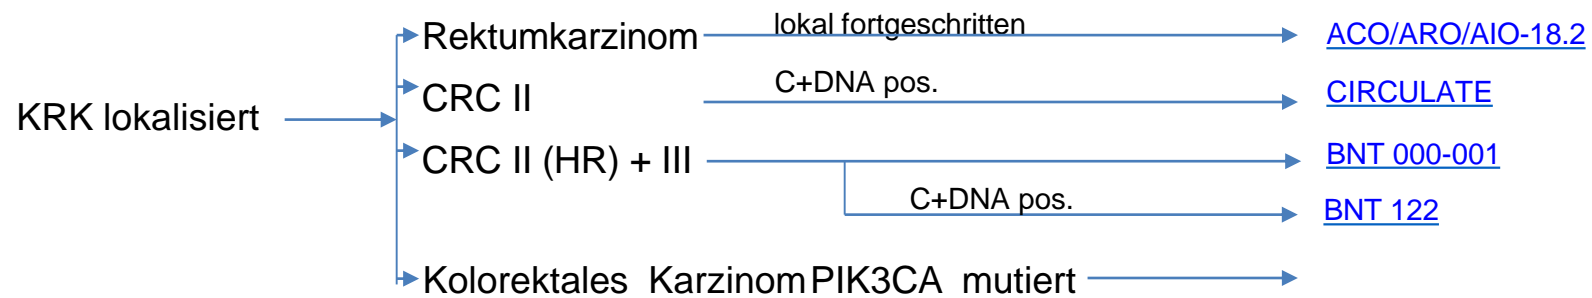 Rektumkarzinom lokal fortgeschritten ACO/ARO/AIO-18.2
CRC II C+DNA pos. CIRCULATE
KRK lokalisiert
CRC II (HR) + III BNT 000-001
C+DNA pos. BNT 122
Kolorektales Karzinom PIK3CA mutiert